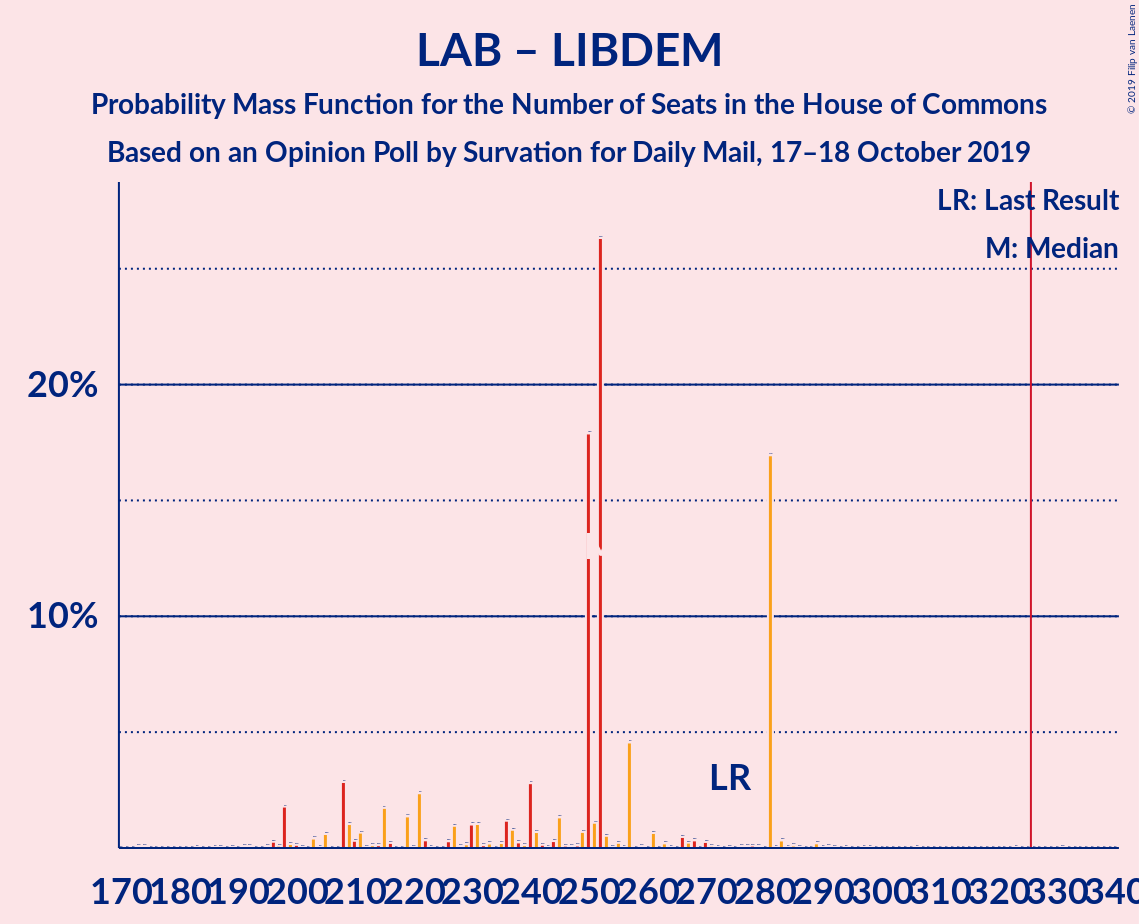 LAB – LIBDEM
Probability Mass Function for the Number of Seats in the House of Commons
Based on an Opinion Poll by Survation for Daily Mail, 17–18 October 2019
© 2019 Filip van Laenen
LR: Last Result
M: Median
20%
10%
LR
170 180 190 200 210 220 230 240 250 260 270 280 290 300 310 320 330 340